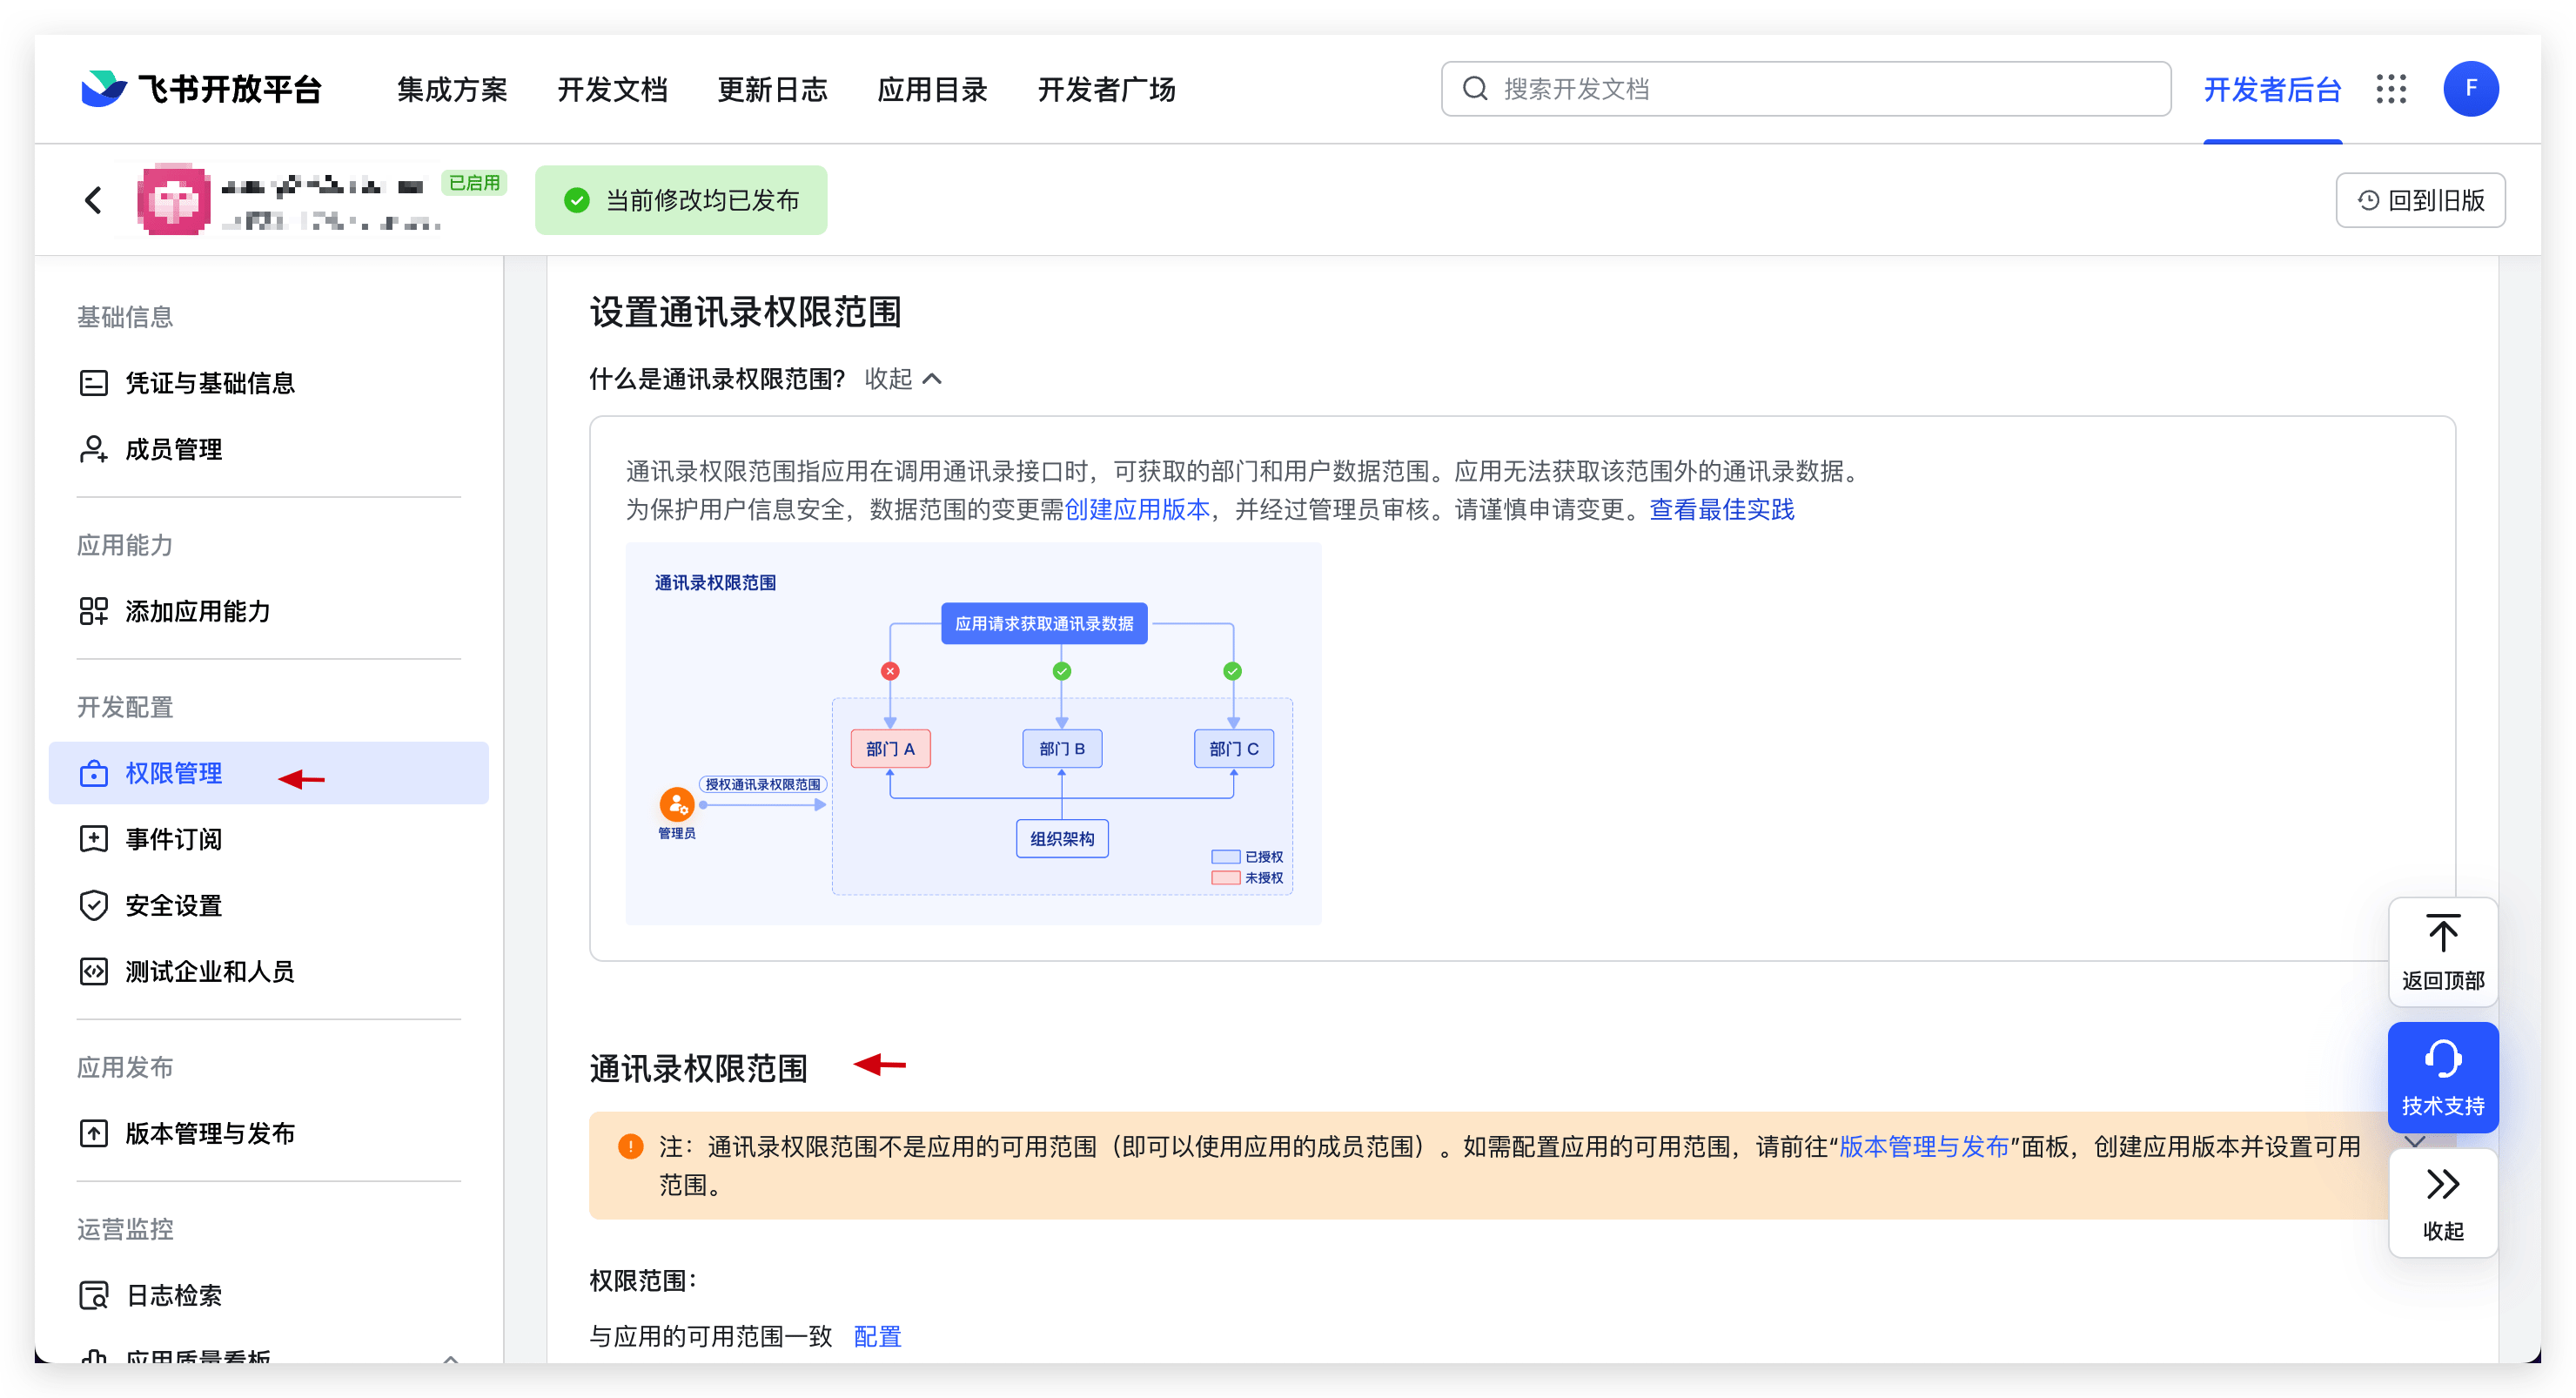 飞书开放平台
集成方案
开发文档
更新日志
应用目录
开发者广场
搜索开发文档
开发者后台
F
已启用
当前修改均已发布
回到旧版
基础信息
凭证与基础信息
成员管理
应用能力
添加应用能力
开发配置
权限管理
事件订阅
安全设置
测试企业和人员
应用发布
版本管理与发布
运营监控
日志检索
应用质量看板
设置通讯录权限范围
什么是通讯录权限范围? 收起
通讯录权限范围指应用在调用通讯录接口时，可获取的部门和用户数据范围。应用无法获取该范围外的通讯录数据。
为保护用户信息安全，数据范围的变更需创建应用版本，并经过管理员审核。请谨慎申请变更。查看最佳实践
通讯录权限范围
应用请求获取通讯录数据
部门 A
部门 B
部门 C
授权通讯录权限范围
管理员
组织架构
已授权
未授权
通讯录权限范围
注：通讯录权限范围不是应用的可用范围（即可以使用应用的成员范围）。如需配置应用的可用范围，请前往“版本管理与发布”面板，创建应用版本并设置可用
范围。
权限范围：
与应用的可用范围一致 配置
返回顶部
技术支持
收起